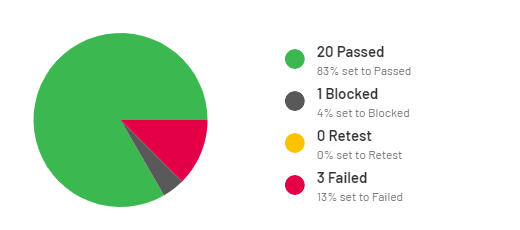 20 Passed
83% set to Passed
1 Blocked
4% set to Blocked
0 Retest
0% set to Retest
3 Failed
13% set to Failed